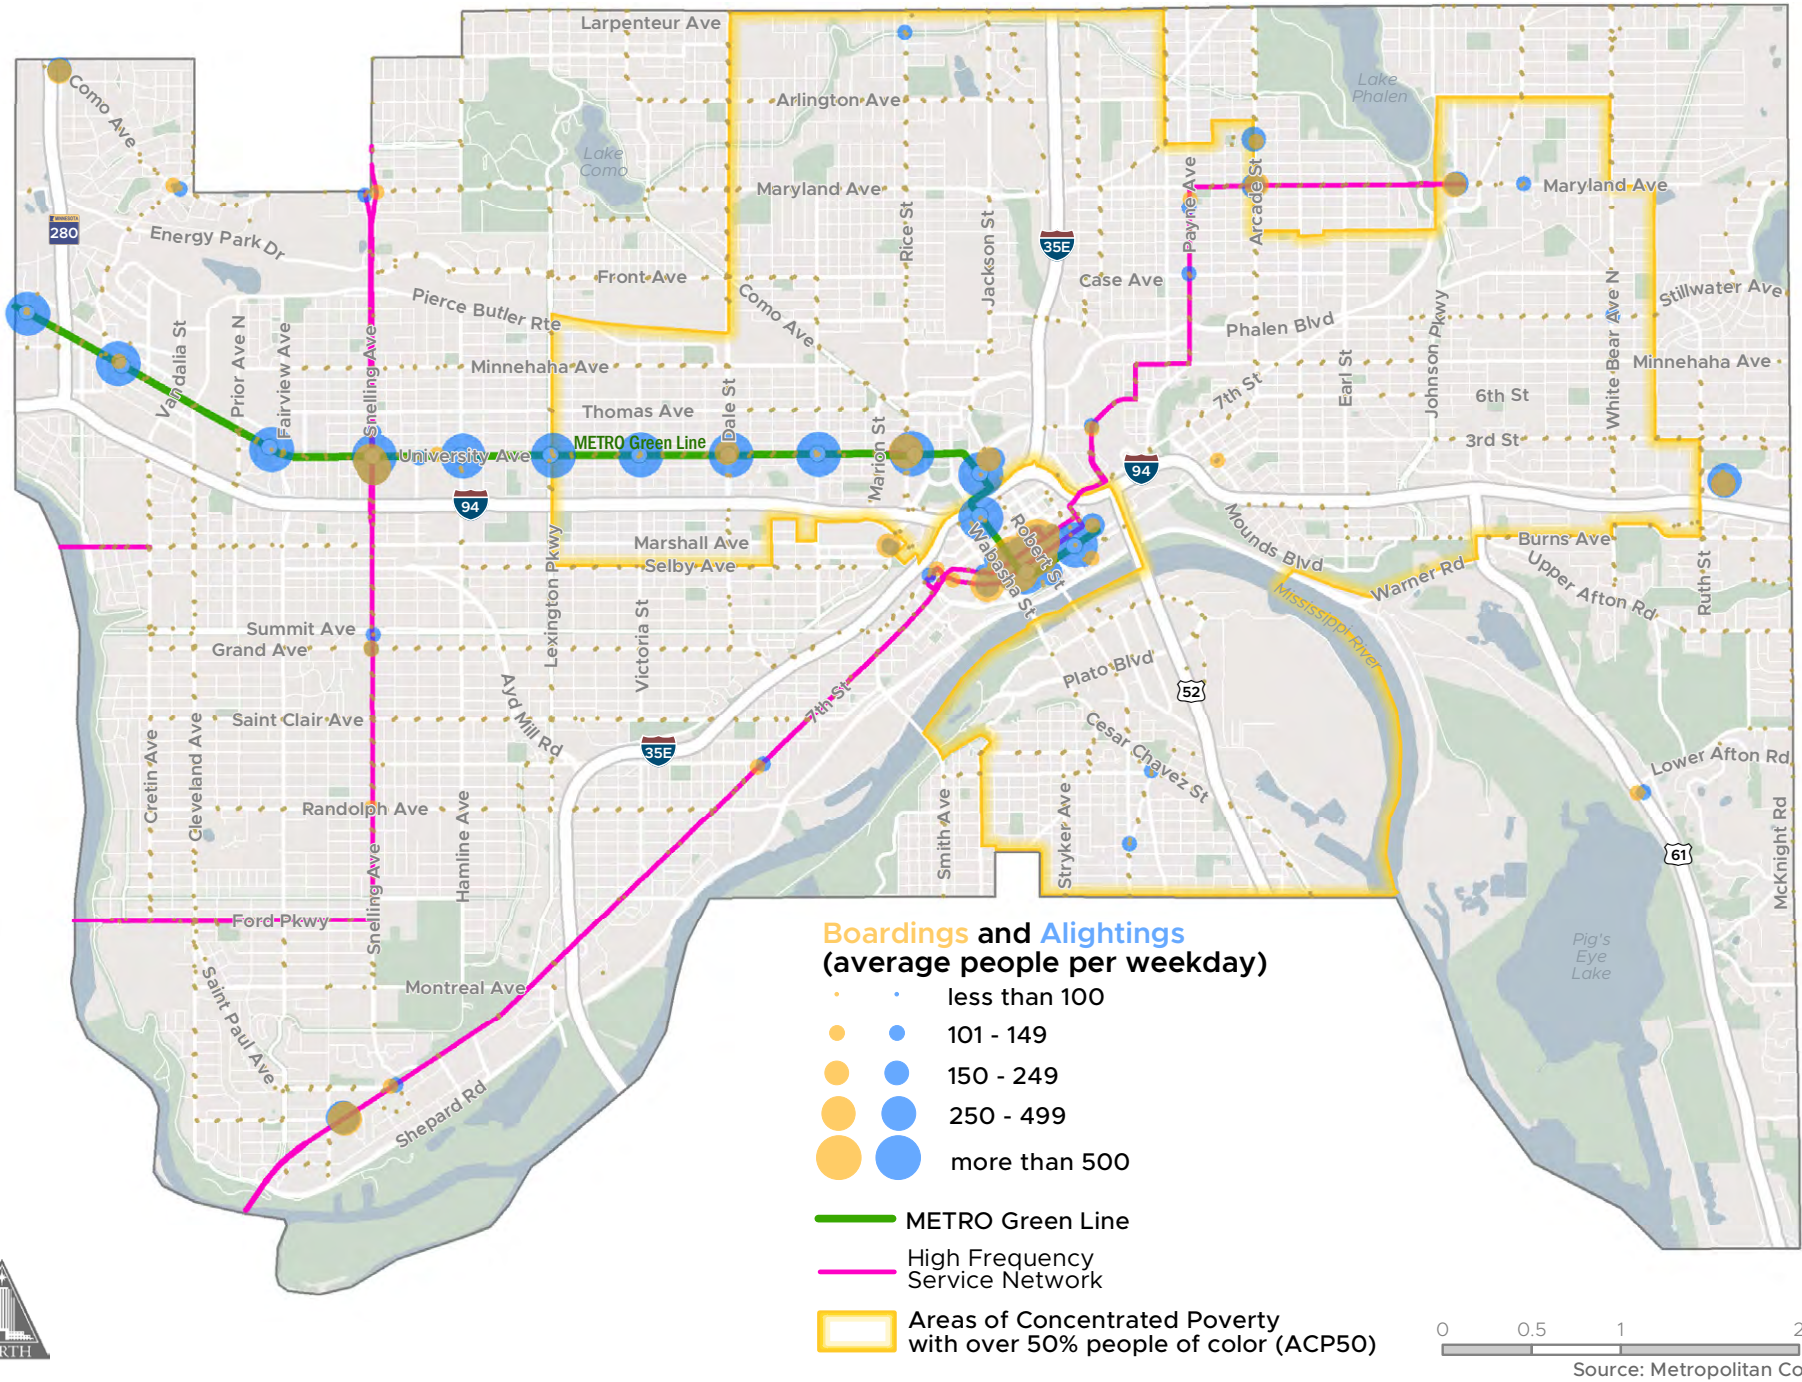 Larpenteur Ave
Como Ave
Arlington Ave
Lake
Phalen
Lake
Como
Maryland Ave
Maryland Ave
MINNESOTA
280
Energy Park Dr
Rice St
Jackson St
35E
Payne Ave
Arcade St
Front Ave
Case Ave
Pierce Butler Rte
Como Ave
Phalen Blvd
Stillwater Ave
Vandalia St
Prior Ave N
Fairview Ave
Snelling Ave
Minnehaha Ave
Minnehaha Ave
Dale St
7th St
Earl St
Johnson Pkwy
White Bear Ave N
6th St
Thomas Ave
METRO Green Line
University Ave
Marion St
3rd St
94
94
Lexington Pkwy
Marshall Ave
Selby Ave
Robert St
Wabasha St
Mounds Blvd
Burns Ave
Warner Rd
Upper Afton Rd
Ruth St
Mississippi River
Summit Ave
Grand Ave
Victoria St
Ayd Mill Rd
Plato Blvd
52
7th St
Saint Clair Ave
35E
Cesar Chavez St
Lower Afton Rd
Cretin Ave
Cleveland Ave
Randolph Ave
Hamline Ave
Smith Ave
Stryker Ave
McKnight Rd
61
Snelling Ave
Ford Pkwy
Pig's
Eye
Lake
Saint Paul Ave
Montreal Ave
Shepard Rd
Boardings and Alightings
(average people per weekday)
less than 100
101 - 149
150 - 249
250 - 499
more than 500
METRO Green Line
High Frequency
Service Network
Areas of Concentrated Poverty
with over 50% people of color (ACP50)
0 0.5 1 2
Source: Metropolitan Co
RTH